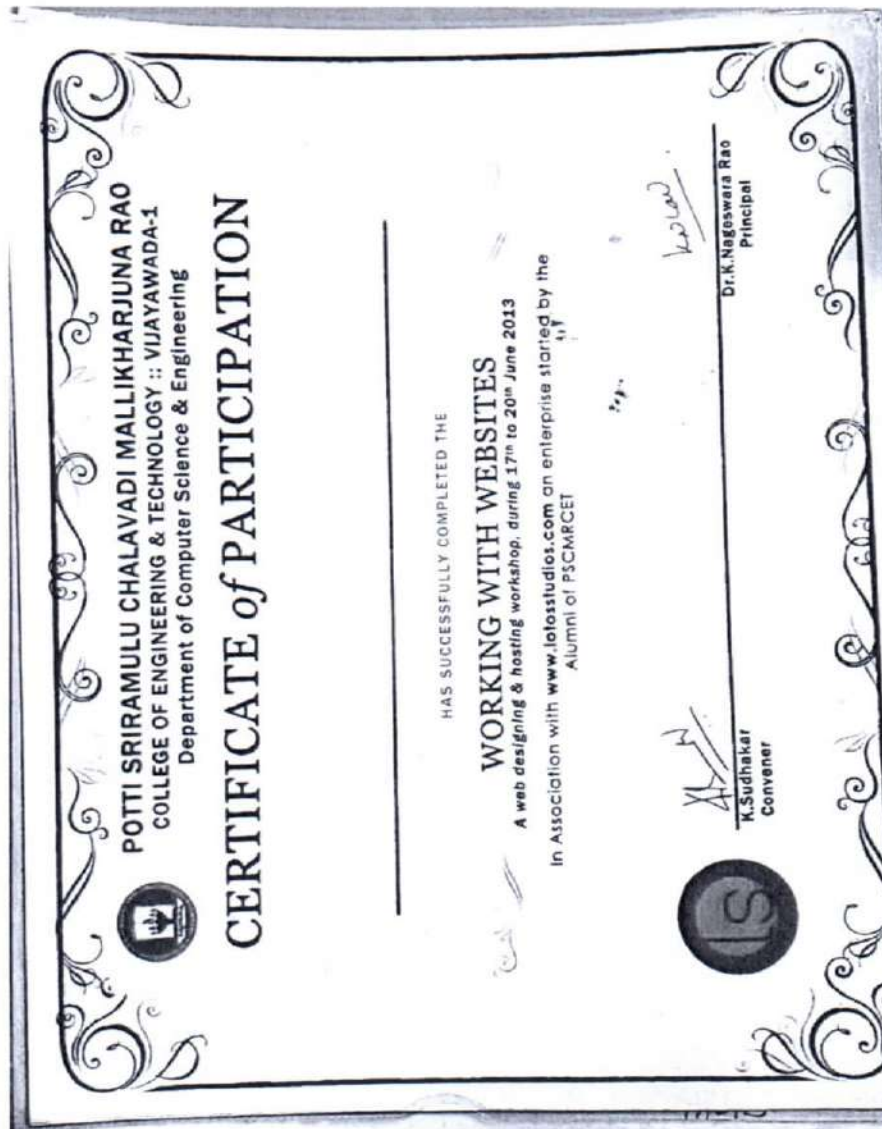 POTTI SRIRAMULU CHALAVADI MALLIKHARJUNA RAO
COLLEGE OF ENGINEERING & TECHNOLOGY :: VIJAYAWADA-1
Department of Computer Science & Engineering
CERTIFICATE of PARTICIPATION
HAS SUCCESSFULLY COMPLETED THE
WORKING WITH WEBSITES
A web designing & hosting workshop, during 17th to 20th June 2013
In Association with www.lotosstudios.com an enterprise started by the
Alumni of PSCMRCET
K.Sudhakar
Convener
Dr.K.Nageswara Rao
Principal